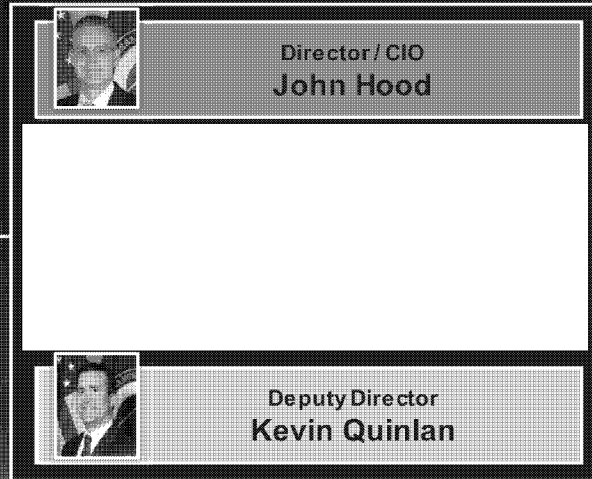 Director / CIO
John Hood
Deputy Director
Kevin Quinlan